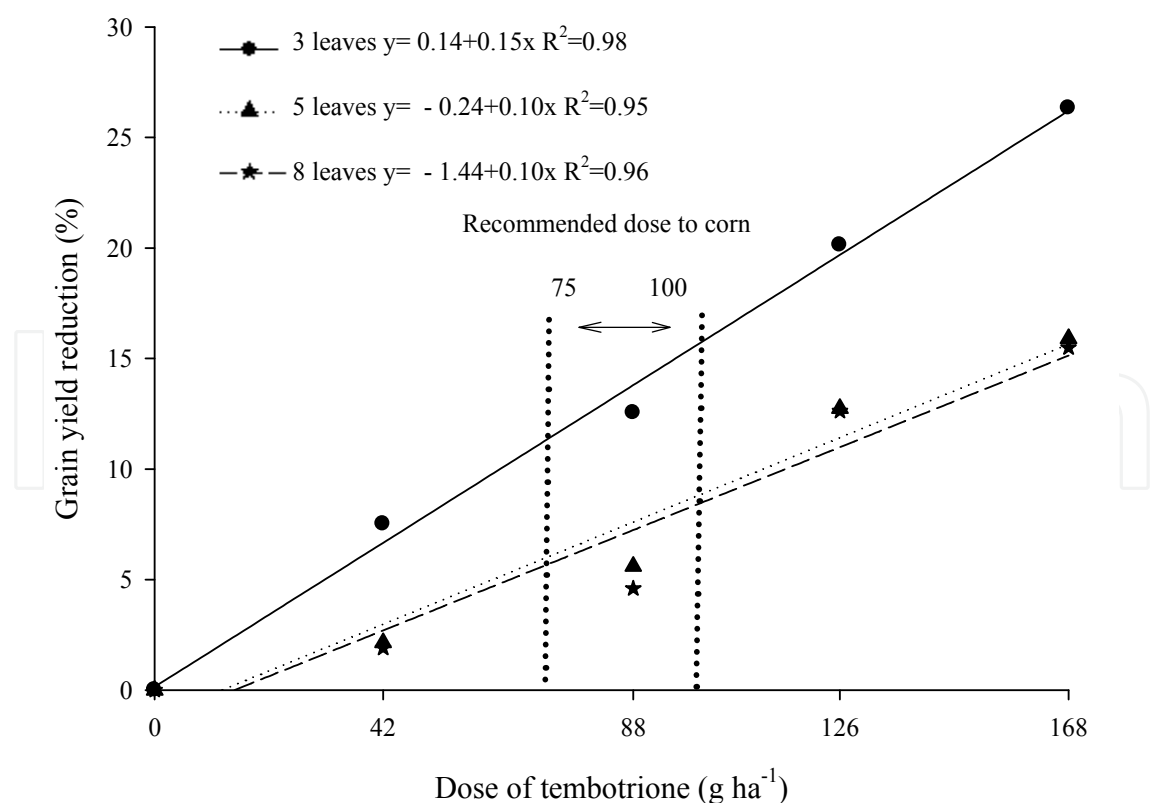 3 leaves y= 0.14+0.15x R²=0.98
5 leaves y= - 0.24+0.10x R²=0.95
8 leaves y= - 1.44+0.10x R²=0.96
Recommended dose to corn
75 100
Grain yield reduction (%)
30
25
20
15
10
5
0
0 42 88 126 168
Dose of tembotrione (g ha⁻¹)